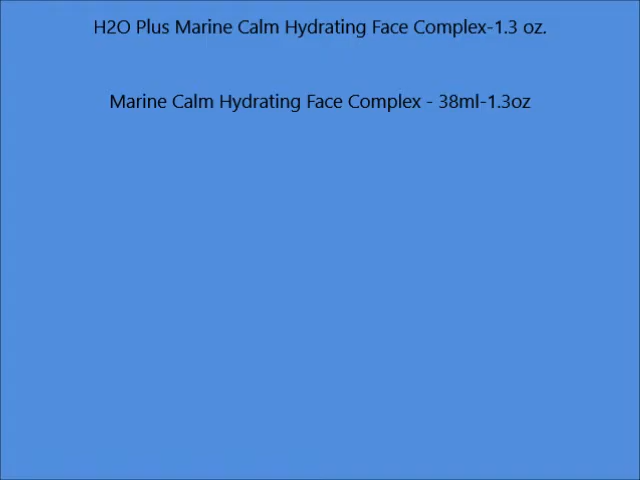 H2O Plus Marine Calm Hydrating Face Complex-1.3 oz.
Marine Calm Hydrating Face Complex - 38ml-1.3oz